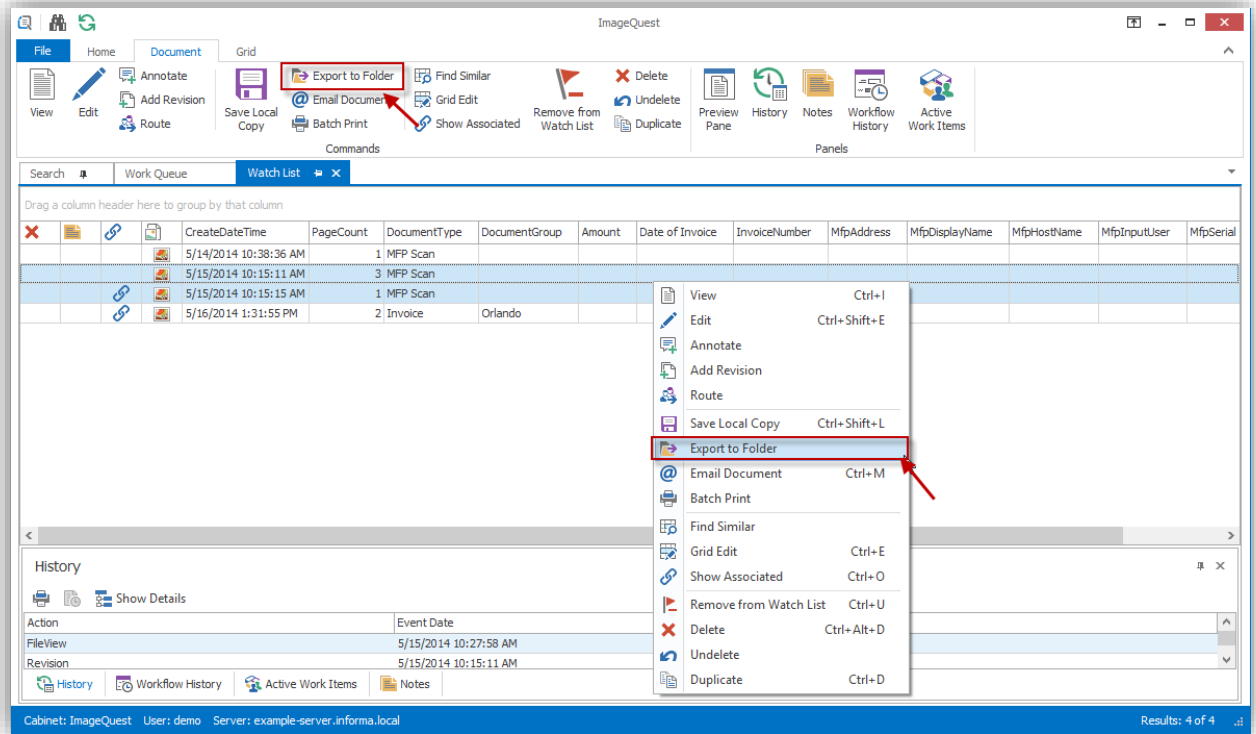 ImageQuest
File Home Document Grid
View
Edit
Annotate
Add Revision
Route
Save Local
Copy
Export to Folder
Email Document
Batch Print
Find Similar
Grid Edit
Show Associated
Remove from
Watch List
Delete
Undelete
Duplicate
Preview
Pane
History
Notes
Workflow
History
Active
Work Items
Commands
Panels
Search Work Queue Watch List
Drag a column header here to group by that column
CreateDateTime PageCount DocumentType DocumentGroup Amount Date of Invoice InvoiceNumber MfpAddress MfpDisplayName MfpHostName MfpInputUser MfpSerial
5/14/2014 10:38:36 AM 1 MFP Scan
5/15/2014 10:15:11 AM 3 MFP Scan
5/15/2014 10:15:15 AM 1 MFP Scan
5/16/2014 1:31:55 PM 2 Invoice Orlando
View Ctrl+I
Edit Ctrl+Shift+E
Annotate
Add Revision
Route
Save Local Copy Ctrl+Shift+L
Export to Folder
Email Document Ctrl+M
Batch Print
Find Similar
Grid Edit Ctrl+E
Show Associated Ctrl+O
Remove from Watch List Ctrl+U
Delete Ctrl+Alt+D
Undelete
Duplicate Ctrl+D
History
Show Details
Action Event Date
FileView 5/15/2014 10:27:58 AM
Revision 5/15/2014 10:15:11 AM
History Workflow History Active Work Items Notes
Cabinet: ImageQuest User: demo Server: example-server.informa.local Results: 4 of 4